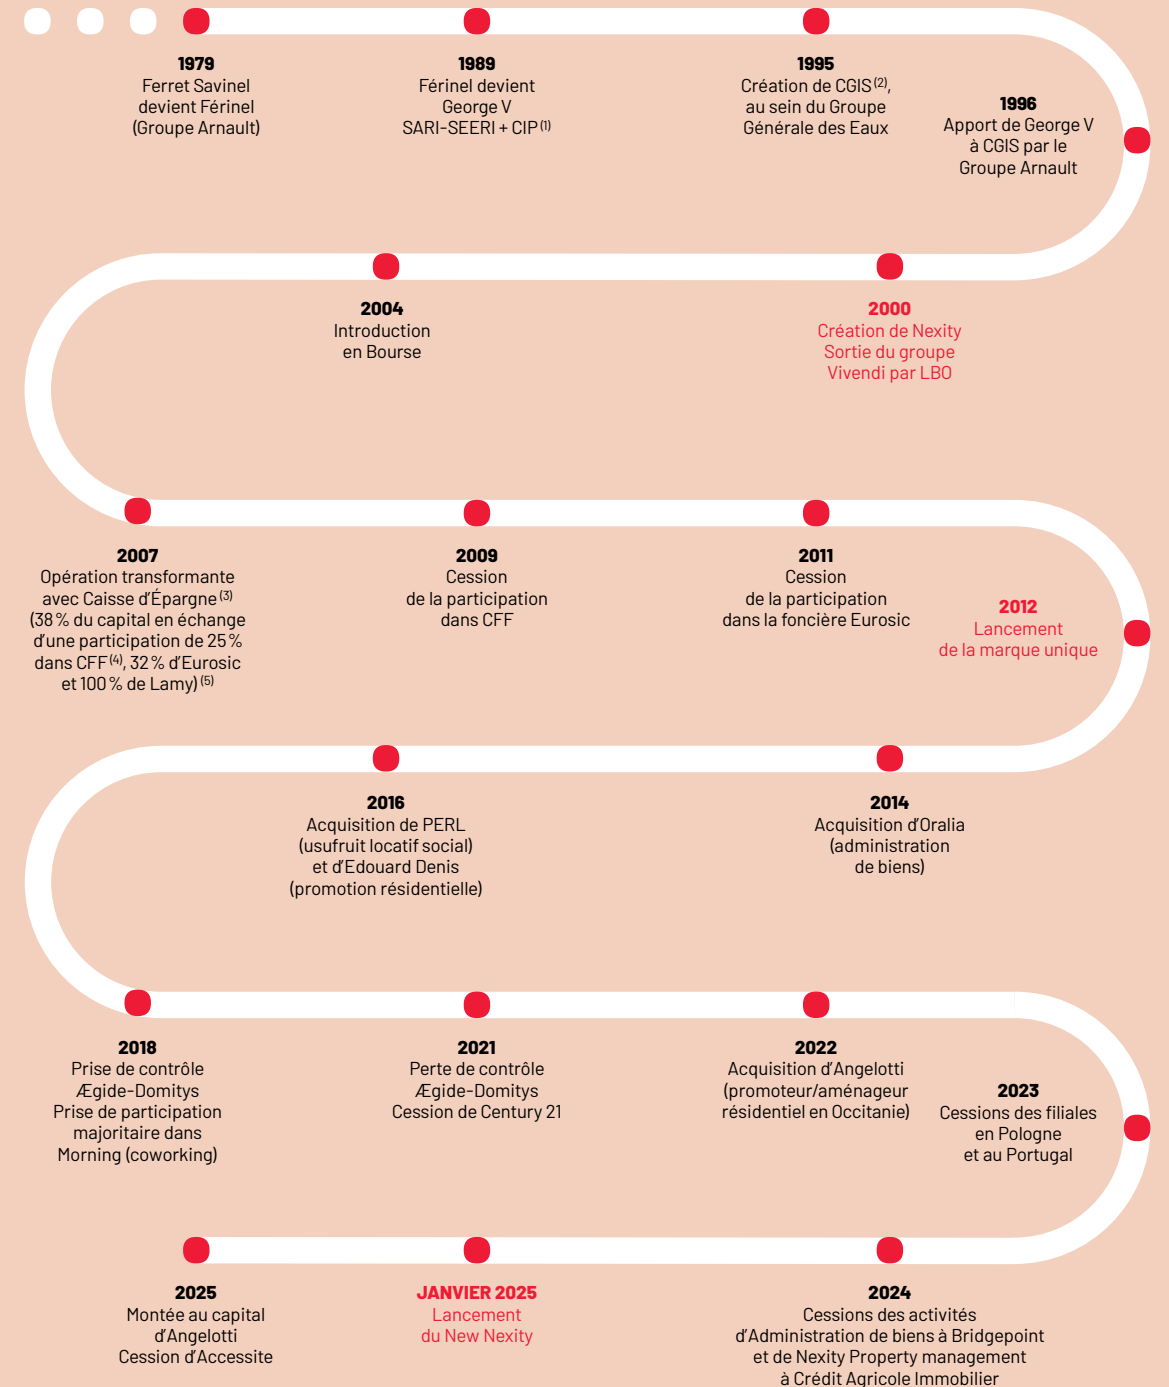 1979
Ferret Savinel
devient Férinel
(Groupe Arnault)
1989
Férinel devient
George V
SARI-SEERI + CIP (1)
1995
Création de CGIS (2),
au sein du Groupe
Générale des Eaux
1996
Apport de George V
à CGIS par le
Groupe Arnault
2000
Création de Nexity
Sortie du groupe
Vivendi par LBO
2004
Introduction
en Bourse
2007
Opération transformante
avec Caisse d'Épargne (3)
(38 % du capital en échange
d'une participation de 25 %
dans CFF (4), 32 % d'Eurosic
et 100 % de Lamy) (5)
2009
Cession
de la participation
dans CFF
2011
Cession
de la participation
dans la foncière Eurosic
2012
Lancement
de la marque unique
2014
Acquisition d'Oralia
(administration
de biens)
2016
Acquisition de PERL
(usufruit locatif social)
et d'Edouard Denis
(promotion résidentielle)
2018
Prise de contrôle
Ægide-Domitys
Prise de participation
majoritaire dans
Morning (coworking)
2021
Perte de contrôle
Ægide-Domitys
Cession de Century 21
2022
Acquisition d'Angelotti
(promoteur/aménageur
résidentiel en Occitanie)
2023
Cessions des filiales
en Pologne
et au Portugal
2024
Cessions des activités
d'Administration de biens à Bridgepoint
et de Nexity Property management
à Crédit Agricole Immobilier
JANVIER 2025
Lancement
du New Nexity
2025
Montée au capital
d'Angelotti
Cession d'Accessite